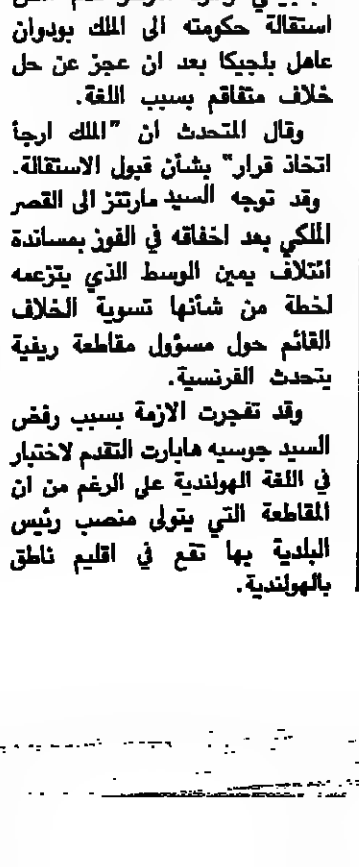 استقالة حكومته الى الملك بودوان
عاهل بلجيكا بعد ان عجز عن حل
خلاف متفاقم بسبب اللغة.
وقال المتحدث ان "الملك ارجأ
اتخاذ قرار" بشأن قبول الاستقالة.
وقد توجه السيد مارتنز الى القصر
الملكي بعد اخفاقه في الفوز بمساندة
ائتلاف يمين الوسط الذي يتزعمه
لخطة من شأنها تسوية الخلاف
القائم حول مسؤول مقاطعة ريفية
يتحدث الفرنسية.
وقد تفجرت الازمة بسبب رفض
السيد جوسيه هابارت التقدم لاختبار
في اللغة الهولندية على الرغم من ان
المقاطعة التي يتولى منصب رئيس
البلدية بها تقع في اقليم ناطق
بالهولندية.